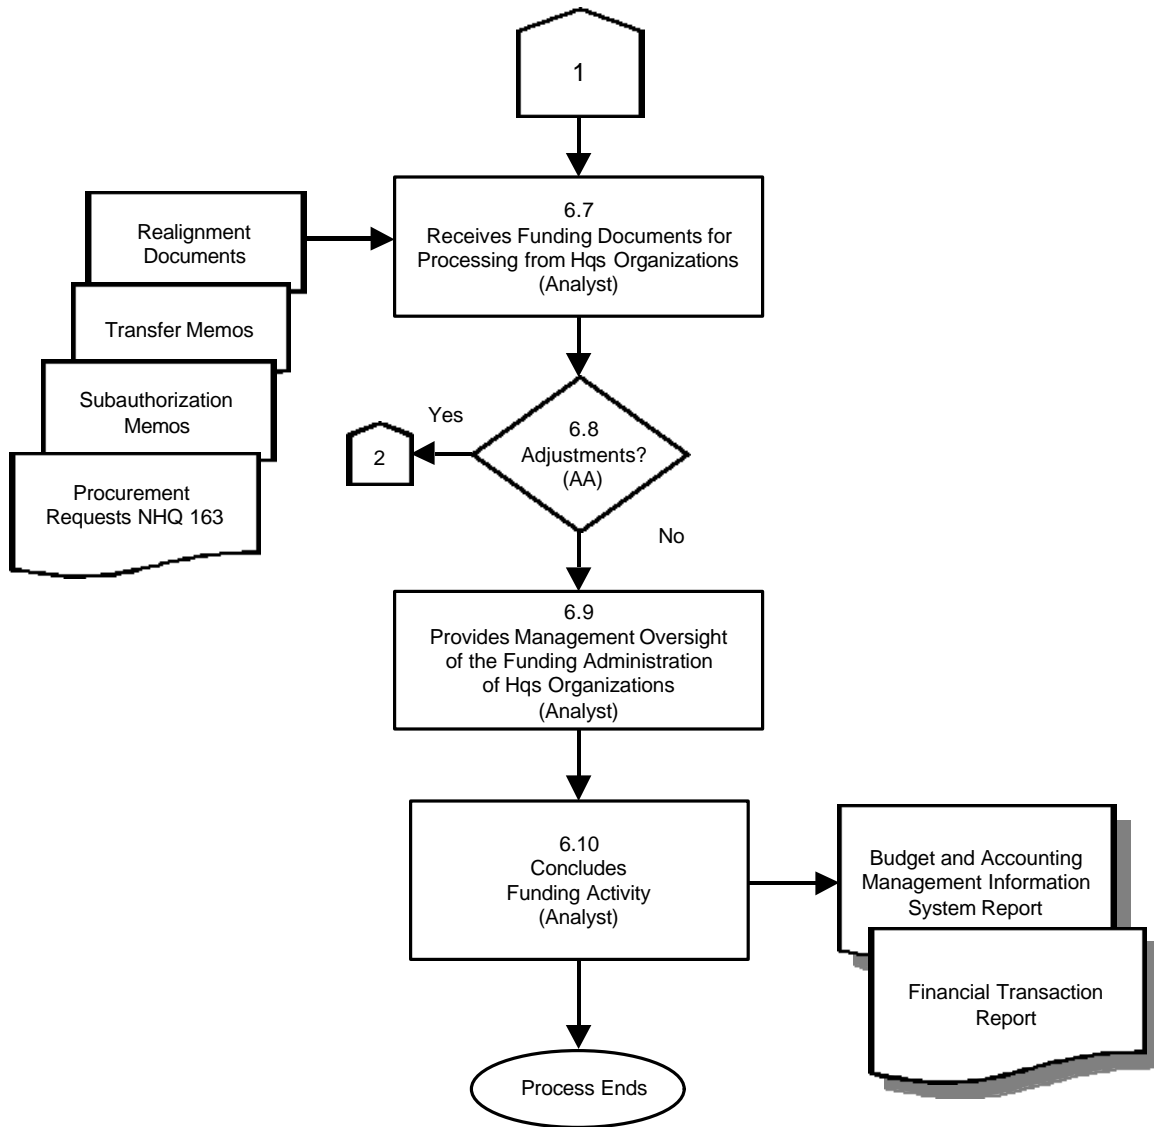 1
6.7
Receives Funding Documents for
Processing from Hqs Organizations
(Analyst)
Realignment
Documents
Transfer Memos
Subauthorization
Memos
Procurement
Requests NHQ 163
6.8
Adjustments?
(AA)
Yes
2
No
6.9
Provides Management Oversight
of the Funding Administration
of Hqs Organizations
(Analyst)
6.10
Concludes
Funding Activity
(Analyst)
Budget and Accounting
Management Information
System Report
Financial Transaction
Report
Process Ends